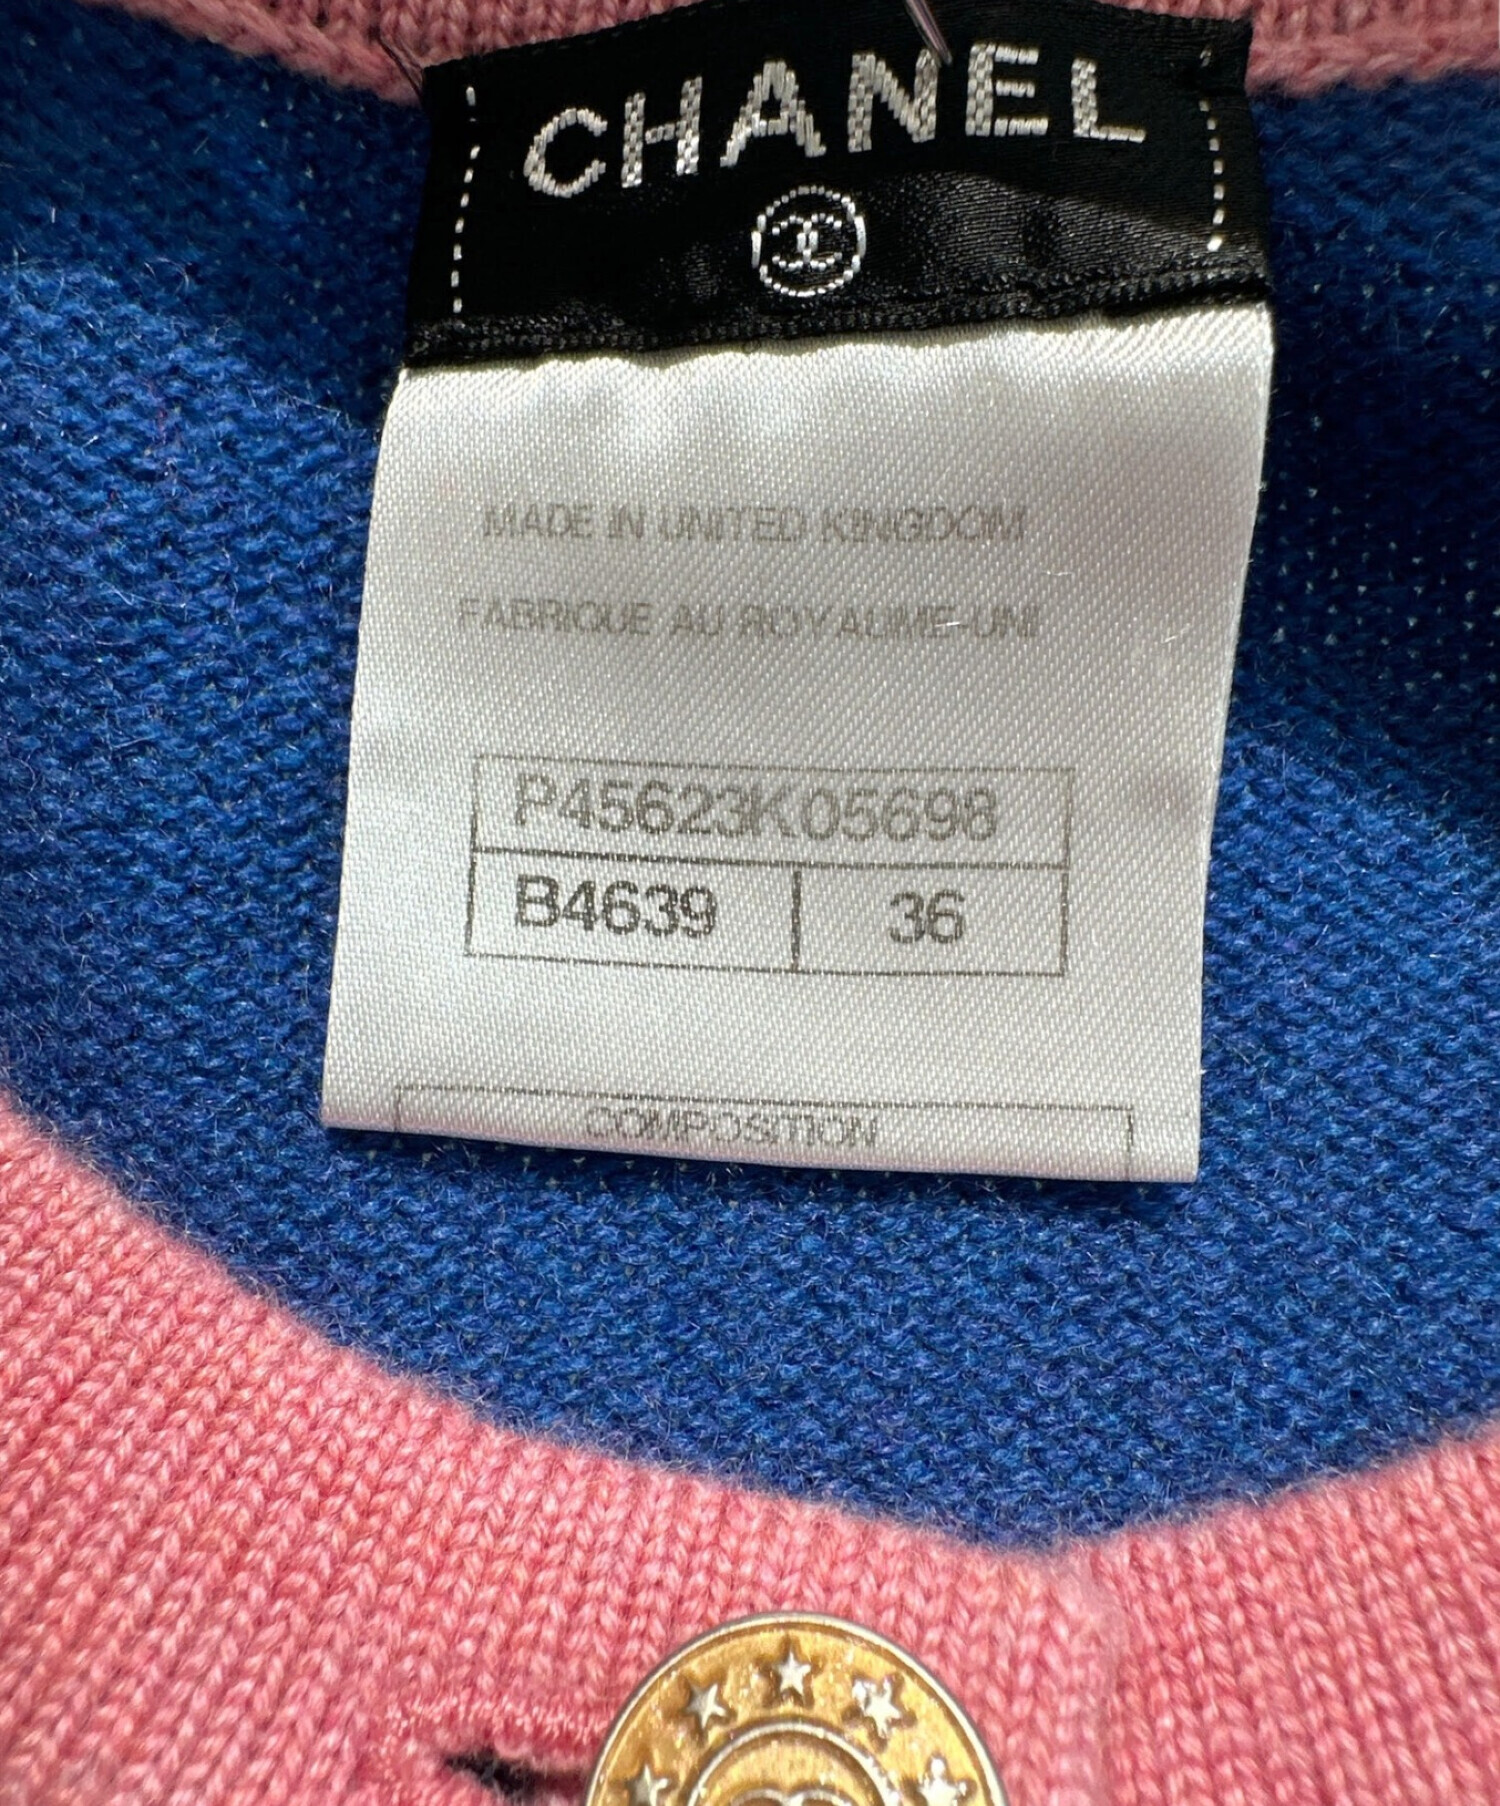 CHANEL
MADE IN UNITED KINGDOM
FABRIQUE AU ROYAUME-UNI
P45623K05698
B4639 36
COMPOSITION